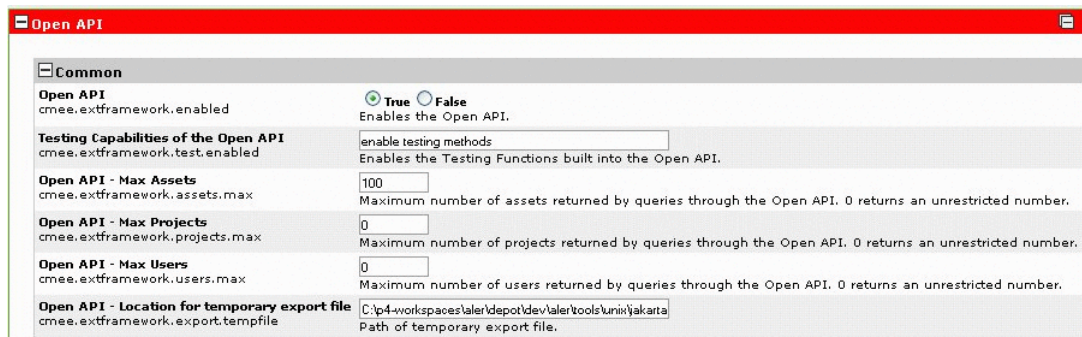 Open API
Common
Open API
cmee.extframework.enabled
True False
Enables the Open API.
Testing Capabilities of the Open API
cmee.extframework.test.enabled
enable testing methods
Enables the Testing Functions built into the Open API.
Open API - Max Assets
cmee.extframework.assets.max
100
Maximum number of assets returned by queries through the Open API. 0 returns an unrestricted number.
Open API - Max Projects
cmee.extframework.projects.max
0
Maximum number of projects returned by queries through the Open API. 0 returns an unrestricted number.
Open API - Max Users
cmee.extframework.users.max
0
Maximum number of users returned by queries through the Open API. 0 returns an unrestricted number.
Open API - Location for temporary export file
cmee.extframework.export.tempfile
C:\p4-workspaces\aler\depot\dev\aler\tools\unix\jakarta
Path of temporary export file.